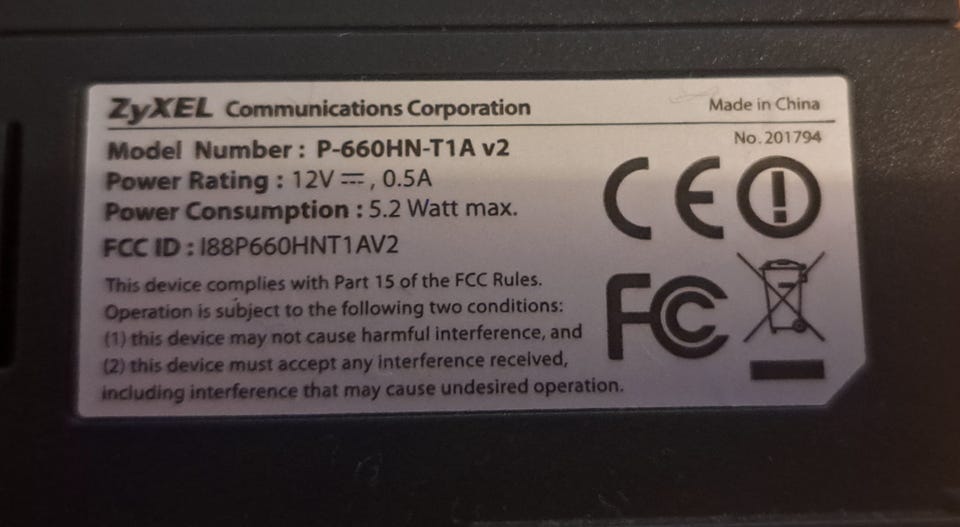 ZyXEL Communications Corporation Made in China
No. 201794
Model Number : P-660HN-T1A v2
Power Rating : 12V ⎓, 0.5A
Power Consumption : 5.2 Watt max.
FCC ID : I88P660HNT1AV2
CE
FC
This device complies with Part 15 of the FCC Rules.
Operation is subject to the following two conditions:
(1) this device may not cause harmful interference, and
(2) this device must accept any interference received,
including interference that may cause undesired operation.